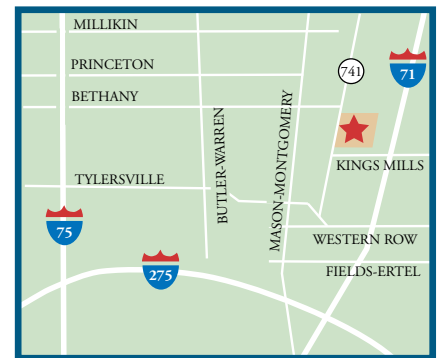 MILLIKIN
PRINCETON
741
71
BETHANY
BUTLER-WARREN
MASON-MONTGOMERY
KINGS MILLS
TYLERSVILLE
75
WESTERN ROW
275
FIELDS-ERTEL